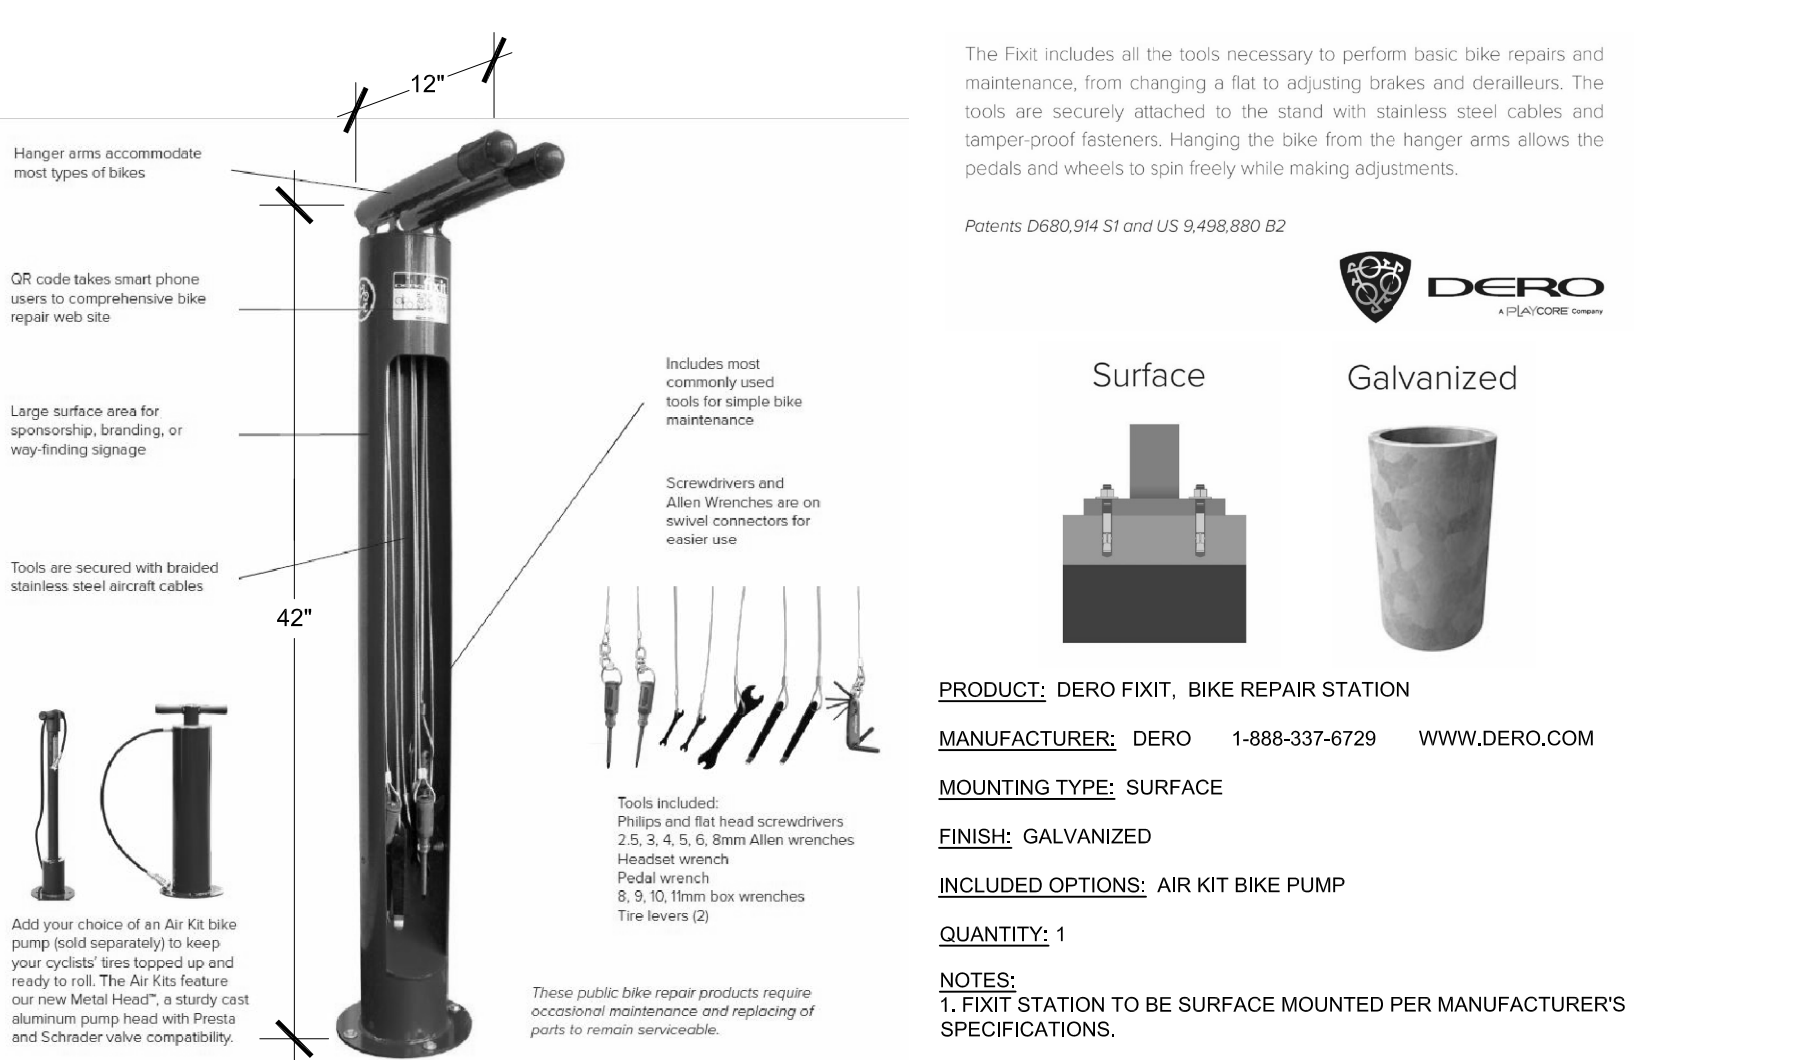 12"
Hanger arms accommodate
most types of bikes
QR code takes smart phone
users to comprehensive bike
repair web site
Large surface area for
sponsorship, branding, or
way-finding signage
Tools are secured with braided
stainless steel aircraft cables
42"
Add your choice of an Air Kit bike
pump (sold separately) to keep
your cyclists' tires topped up and
ready to roll. The Air Kits feature
our new Metal Head™, a sturdy cast
aluminum pump head with Presta
and Schrader valve compatibility.
Includes most
commonly used
tools for simple bike
maintenance
Screwdrivers and
Allen Wrenches are on
swivel connectors for
easier use
Tools included:
Philips and flat head screwdrivers
2.5, 3, 4, 5, 6, 8mm Allen wrenches
Headset wrench
Pedal wrench
8, 9, 10, 11mm box wrenches
Tire levers (2)
These public bike repair products require
occasional maintenance and replacing of
parts to remain serviceable.
The Fixit includes all the tools necessary to perform basic bike repairs and
maintenance, from changing a flat to adjusting brakes and derailleurs. The
tools are securely attached to the stand with stainless steel cables and
tamper-proof fasteners. Hanging the bike from the hanger arms allows the
pedals and wheels to spin freely while making adjustments.
Patents D680,914 S1 and US 9,498,880 B2
DERO
A PLAYCORE Company
Surface
Galvanized
PRODUCT: DERO FIXIT, BIKE REPAIR STATION
MANUFACTURER: DERO 1-888-337-6729 WWW.DERO.COM
MOUNTING TYPE: SURFACE
FINISH: GALVANIZED
INCLUDED OPTIONS: AIR KIT BIKE PUMP
QUANTITY: 1
NOTES:
1. FIXIT STATION TO BE SURFACE MOUNTED PER MANUFACTURER'S
SPECIFICATIONS.